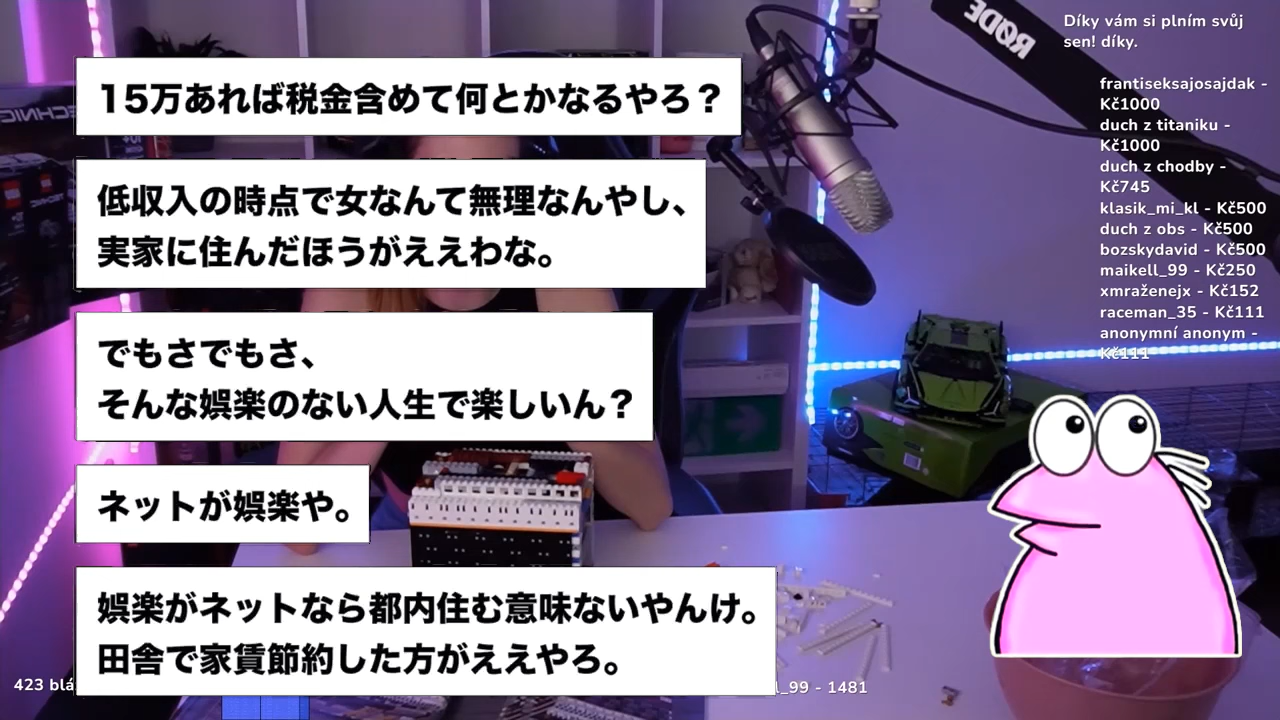 15万あれば税金含めて何とかなるやろ？
低収入の時点で女なんて無理なんやし、
実家に住んだほうがええわな。
でもさでもさ、
そんな娯楽のない人生で楽しいん？
ネットが娯楽や。
娯楽がネットなら都内住む意味ないやんけ。
田舎で家賃節約した方がええやろ。
RØDE
Díky vám si plním svůj
sen! díky.
frantiseksajosajdak -
Kč1000
duch z titaniku -
Kč1000
duch z chodby -
Kč745
klasik_mi_kl - Kč500
duch z obs - Kč500
bozskydavid - Kč500
maikell_99 - Kč250
xmraženejx - Kč152
raceman_35 - Kč111
anonymní anonym -
Kč111
423 blá
l_99 - 1481